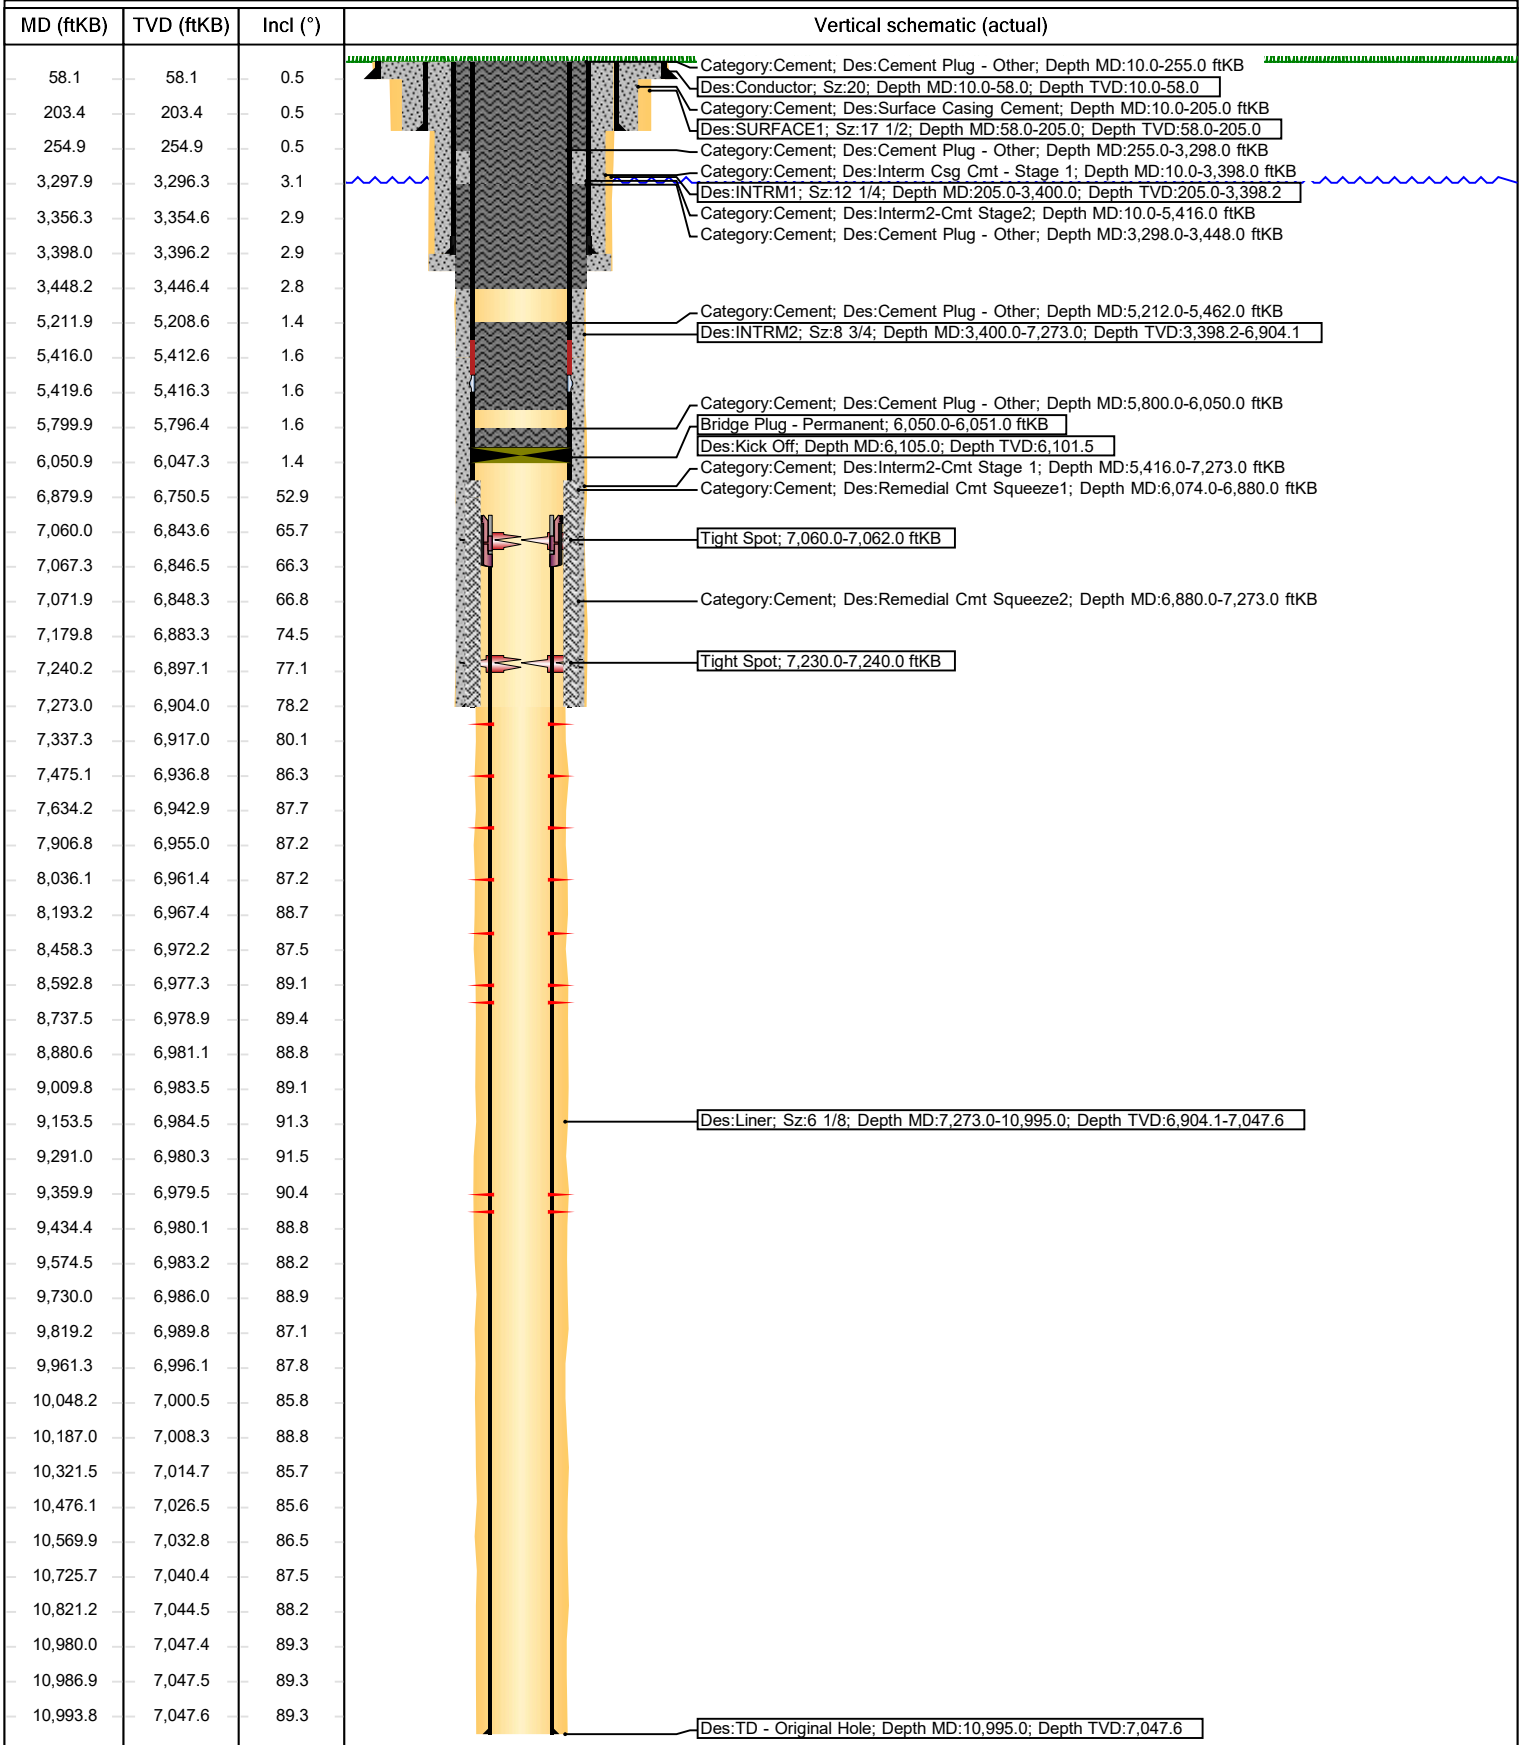 MD (ftKB) TVD (ftKB) Incl (°) Vertical schematic (actual)
58.1 58.1 0.5
203.4 203.4 0.5
254.9 254.9 0.5
3,297.9 3,296.3 3.1
3,356.3 3,354.6 2.9
3,398.0 3,396.2 2.9
3,448.2 3,446.4 2.8
5,211.9 5,208.6 1.4
5,416.0 5,412.6 1.6
5,419.6 5,416.3 1.6
5,799.9 5,796.4 1.6
6,050.9 6,047.3 1.4
6,879.9 6,750.5 52.9
7,060.0 6,843.6 65.7
7,067.3 6,846.5 66.3
7,071.9 6,848.3 66.8
7,179.8 6,883.3 74.5
7,240.2 6,897.1 77.1
7,273.0 6,904.0 78.2
7,337.3 6,917.0 80.1
7,475.1 6,936.8 86.3
7,634.2 6,942.9 87.7
7,906.8 6,955.0 87.2
8,036.1 6,961.4 87.2
8,193.2 6,967.4 88.7
8,458.3 6,972.2 87.5
8,592.8 6,977.3 89.1
8,737.5 6,978.9 89.4
8,880.6 6,981.1 88.8
9,009.8 6,983.5 89.1
9,153.5 6,984.5 91.3
9,291.0 6,980.3 91.5
9,359.9 6,979.5 90.4
9,434.4 6,980.1 88.8
9,574.5 6,983.2 88.2
9,730.0 6,986.0 88.9
9,819.2 6,989.8 87.1
9,961.3 6,996.1 87.8
10,048.2 7,000.5 85.8
10,187.0 7,008.3 88.8
10,321.5 7,014.7 85.7
10,476.1 7,026.5 85.6
10,569.9 7,032.8 86.5
10,725.7 7,040.4 87.5
10,821.2 7,044.5 88.2
10,980.0 7,047.4 89.3
10,986.9 7,047.5 89.3
10,993.8 7,047.6 89.3
Category:Cement; Des:Cement Plug - Other; Depth MD:10.0-255.0 ftKB
Des:Conductor; Sz:20; Depth MD:10.0-58.0; Depth TVD:10.0-58.0
Category:Cement; Des:Surface Casing Cement; Depth MD:10.0-205.0 ftKB
Des:SURFACE1; Sz:17 1/2; Depth MD:58.0-205.0; Depth TVD:58.0-205.0
Category:Cement; Des:Cement Plug - Other; Depth MD:255.0-3,298.0 ftKB
Category:Cement; Des:Interm Csg Cmt - Stage 1; Depth MD:10.0-3,398.0 ftKB
Des:INTRM1; Sz:12 1/4; Depth MD:205.0-3,400.0; Depth TVD:205.0-3,398.2
Category:Cement; Des:Interm2-Cmt Stage2; Depth MD:10.0-5,416.0 ftKB
Category:Cement; Des:Cement Plug - Other; Depth MD:3,298.0-3,448.0 ftKB
Category:Cement; Des:Cement Plug - Other; Depth MD:5,212.0-5,462.0 ftKB
Des:INTRM2; Sz:8 3/4; Depth MD:3,400.0-7,273.0; Depth TVD:3,398.2-6,904.1
Category:Cement; Des:Cement Plug - Other; Depth MD:5,800.0-6,050.0 ftKB
Bridge Plug - Permanent; 6,050.0-6,051.0 ftKB
Des:Kick Off; Depth MD:6,105.0; Depth TVD:6,101.5
Category:Cement; Des:Interm2-Cmt Stage 1; Depth MD:5,416.0-7,273.0 ftKB
Category:Cement; Des:Remedial Cmt Squeeze1; Depth MD:6,074.0-6,880.0 ftKB
Tight Spot; 7,060.0-7,062.0 ftKB
Category:Cement; Des:Remedial Cmt Squeeze2; Depth MD:6,880.0-7,273.0 ftKB
Tight Spot; 7,230.0-7,240.0 ftKB
Des:Liner; Sz:6 1/8; Depth MD:7,273.0-10,995.0; Depth TVD:6,904.1-7,047.6
Des:TD - Original Hole; Depth MD:10,995.0; Depth TVD:7,047.6